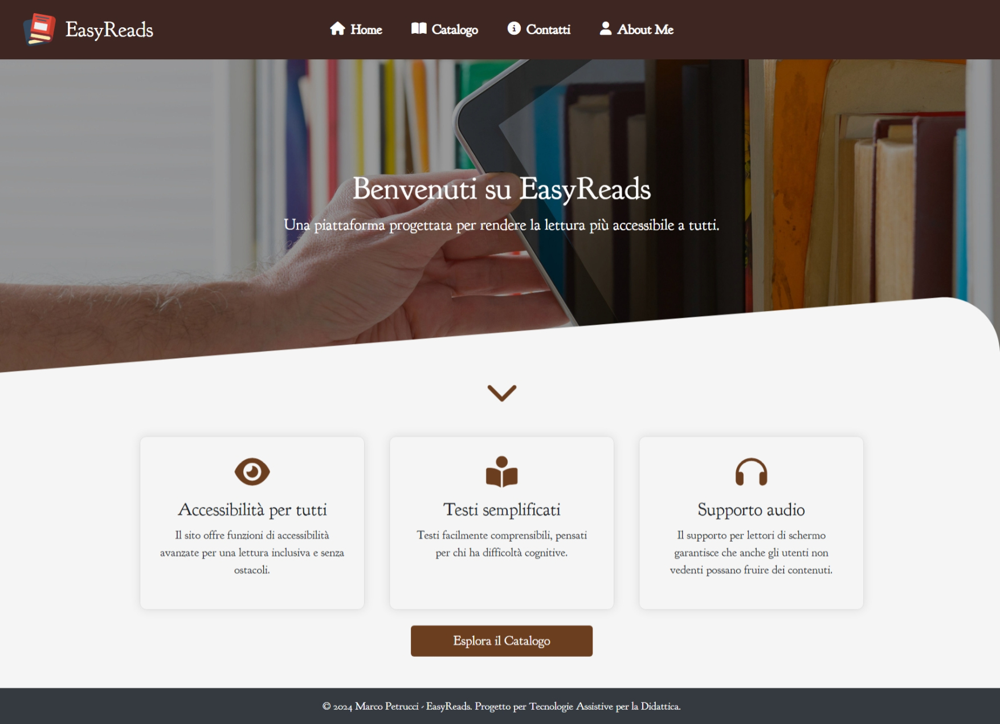 EasyReads
Home
Catalogo
Contatti
About Me
Benvenuti su EasyReads
Una piattaforma progettata per rendere la lettura più accessibile a tutti.
Accessibilità per tutti
Il sito offre funzioni di accessibilità
avanzate per una lettura inclusiva e senza
ostacoli.
Testi semplificati
Testi facilmente comprensibili, pensati
per chi ha difficoltà cognitive.
Supporto audio
Il supporto per lettori di schermo
garantisce che anche gli utenti non
vedenti possano fruire dei contenuti.
Esplora il Catalogo
© 2024 Marco Petrucci - EasyReads. Progetto per Tecnologie Assistive per la Didattica.